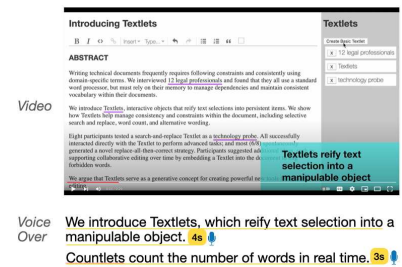 Introducing Textlets
Textlets
B I Insert Type...
Create Basic Textlet
ABSTRACT
x 12 legal professionals
Writing technical documents frequently requires following constraints and consistently using
x Textlets
domain-specific terms. We interviewed 12 legal professionals and found that they all use a standard
x technology probe
word processor, but must rely on their memory to manage dependencies and maintain consistent
vocabulary within their documents.
Video
We introduce Textlets, interactive objects that reify text selections into persistent items. We show
how Textlets help manage consistency and constraints within the document, including selective
search and replace, word count, and alternative wording.
Eight participants tested a search-and-replace Textlet as a technology probe. All successfully
interacted directly with the Textlet to perform advanced tasks; and most (6/8)
generated a novel replace-all-then-correct strategy. Participants suggested
supporting collaborative editing over time by embedding a Textlet into the
forbidden words.
We argue that Textlets serve as a generative concept for creating powerful new
Textlets reify text
selection into a
manipulable object
Voice
Over
We introduce Textlets, which reify text selection into a
manipulable object. 4s
Countlets count the number of words in real time. 3s